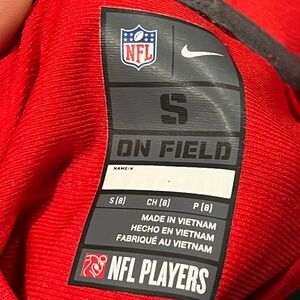 NFL
S
ON FIELD
NAME/#
S(8) CH(8) P(8)
MADE IN VIETNAM
HECHO EN VIETNAM
FABRIQUÉ AU VIETNAM
NFL PLAYERS